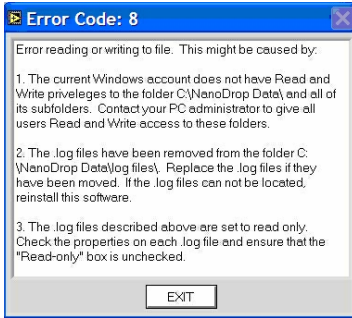 Error Code: 8
Error reading or writing to file. This might be caused by:
1. The current Windows account does not have Read and
Write priveleges to the folder C:\NanoDrop Data\ and all of
its subfolders. Contact your PC administrator to give all
users Read and Write access to these folders.
2. The .log files have been removed from the folder C:
\NanoDrop Data\log files\. Replace the .log files if they
have been moved. If the .log files can not be located,
reinstall this software.
3. The .log files described above are set to read only.
Check the properties on each .log file and ensure that the
"Read-only" box is unchecked.
EXIT